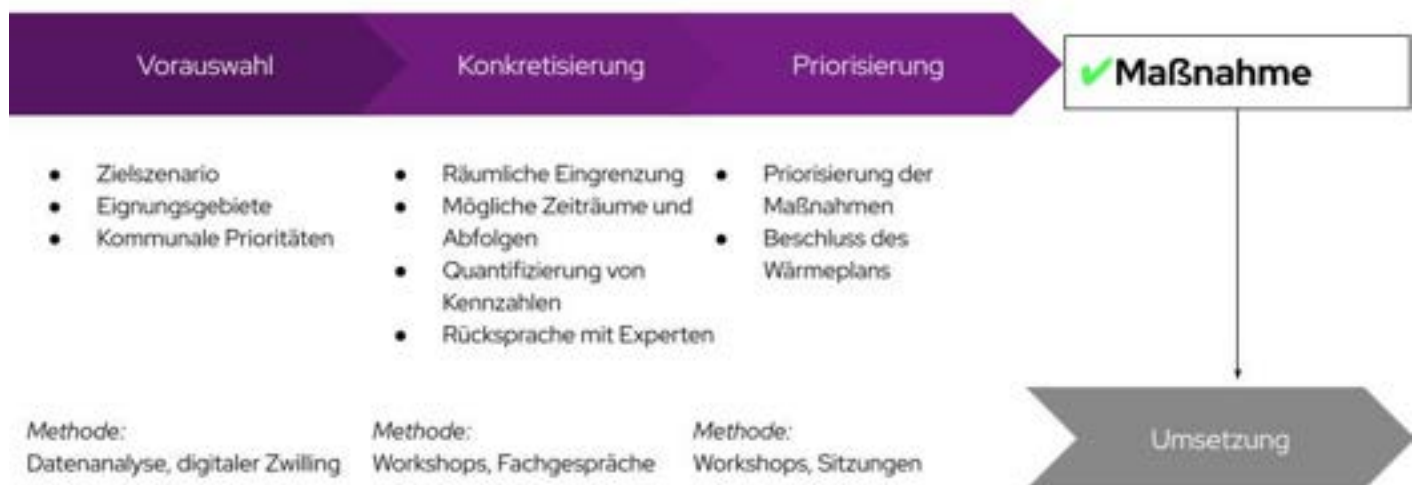 Vorauswahl
Konkretisierung
Priorisierung
✔Maßnahme
● Zielszenario
● Eignungsgebiete
● Kommunale Prioritäten
● Räumliche Eingrenzung
● Mögliche Zeiträume und
Abfolgen
● Quantifizierung von
Kennzahlen
● Rücksprache mit Experten
● Priorisierung der
Maßnahmen
● Beschluss des
Wärmeplans
Methode:
Datenanalyse, digitaler Zwilling
Methode:
Workshops, Fachgespräche
Methode:
Workshops, Sitzungen
Umsetzung